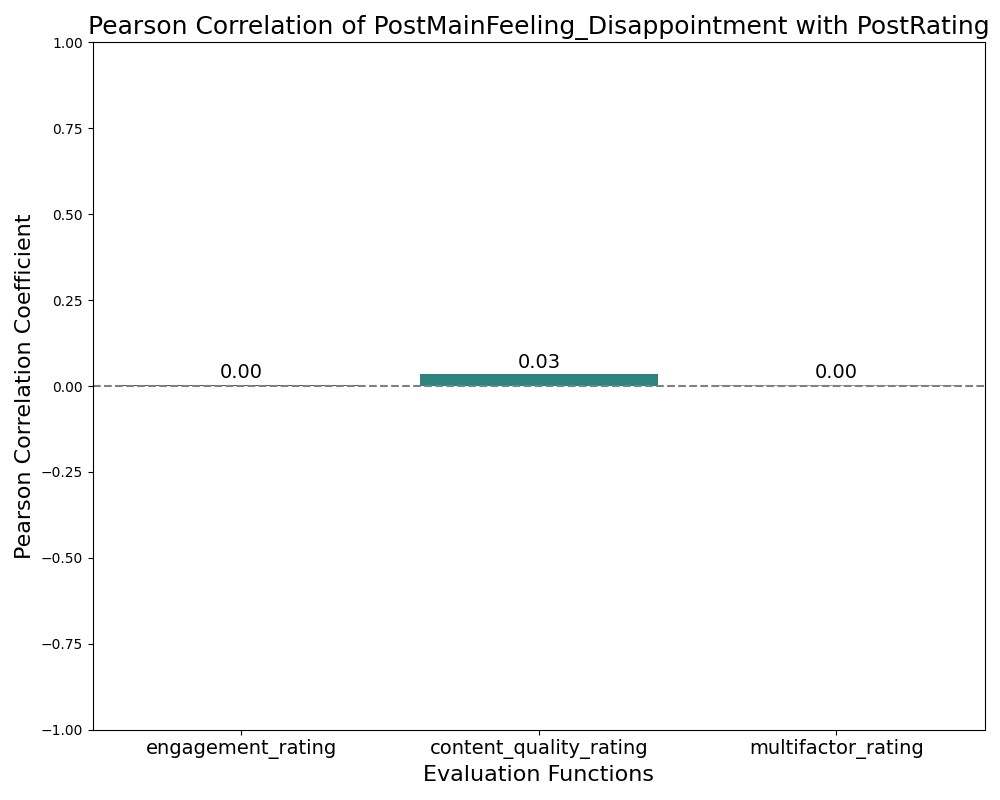 Pearson Correlation of PostMainFeeling_Disappointment with PostRating
Pearson Correlation Coefficient
1.00
0.75
0.50
0.25
0.00
−0.25
−0.50
−0.75
−1.00
0.00
0.03
0.00
engagement_rating
content_quality_rating
multifactor_rating
Evaluation Functions